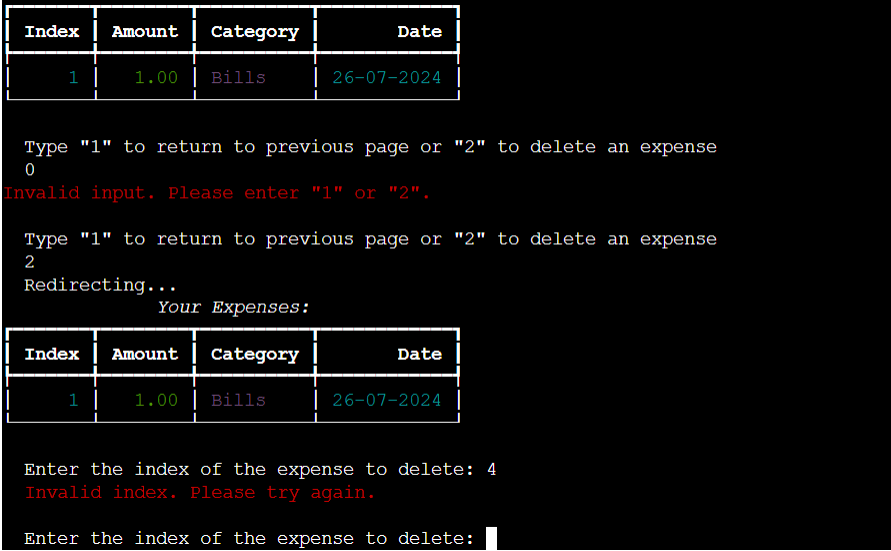 Index Amount Category Date
1 1.00 Bills 26-07-2024
Type "1" to return to previous page or "2" to delete an expense
0
Invalid input. Please enter "1" or "2".
Type "1" to return to previous page or "2" to delete an expense
2
Redirecting...
Your Expenses:
Index Amount Category Date
1 1.00 Bills 26-07-2024
Enter the index of the expense to delete: 4
Invalid index. Please try again.
Enter the index of the expense to delete: